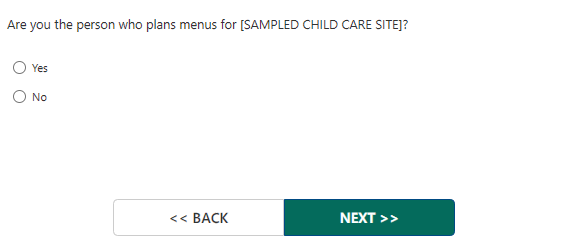 Are you the person who plans menus for [SAMPLED CHILD CARE SITE]?
Yes
No
<< BACK
NEXT >>